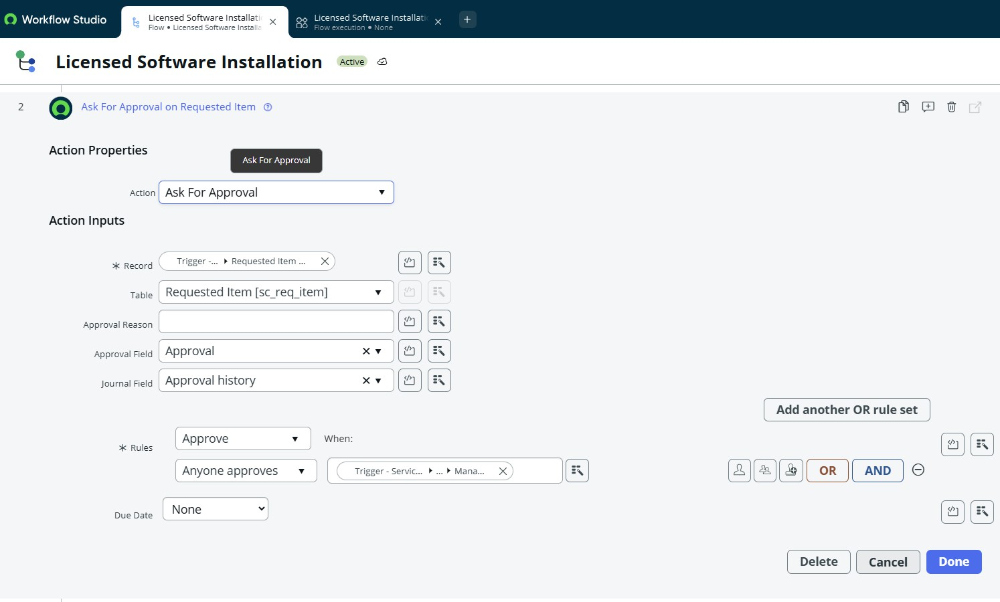 Workflow Studio
Licensed Software Installati
Flow • Licensed Software Installa
Licensed Software Installati
Flow execution • None
Licensed Software Installation
Active
2
Ask For Approval on Requested Item
Action Properties
Ask For Approval
Action
Ask For Approval
Action Inputs
* Record
Trigger -... ▸ Requested Item ...
Table
Requested Item [sc_req_item]
Approval Reason
Approval Field
Approval
Journal Field
Approval history
Add another OR rule set
* Rules
Approve
When:
Anyone approves
Trigger - Servic... ▸ ... ▸ Mana...
OR
AND
Due Date
None
Delete
Cancel
Done